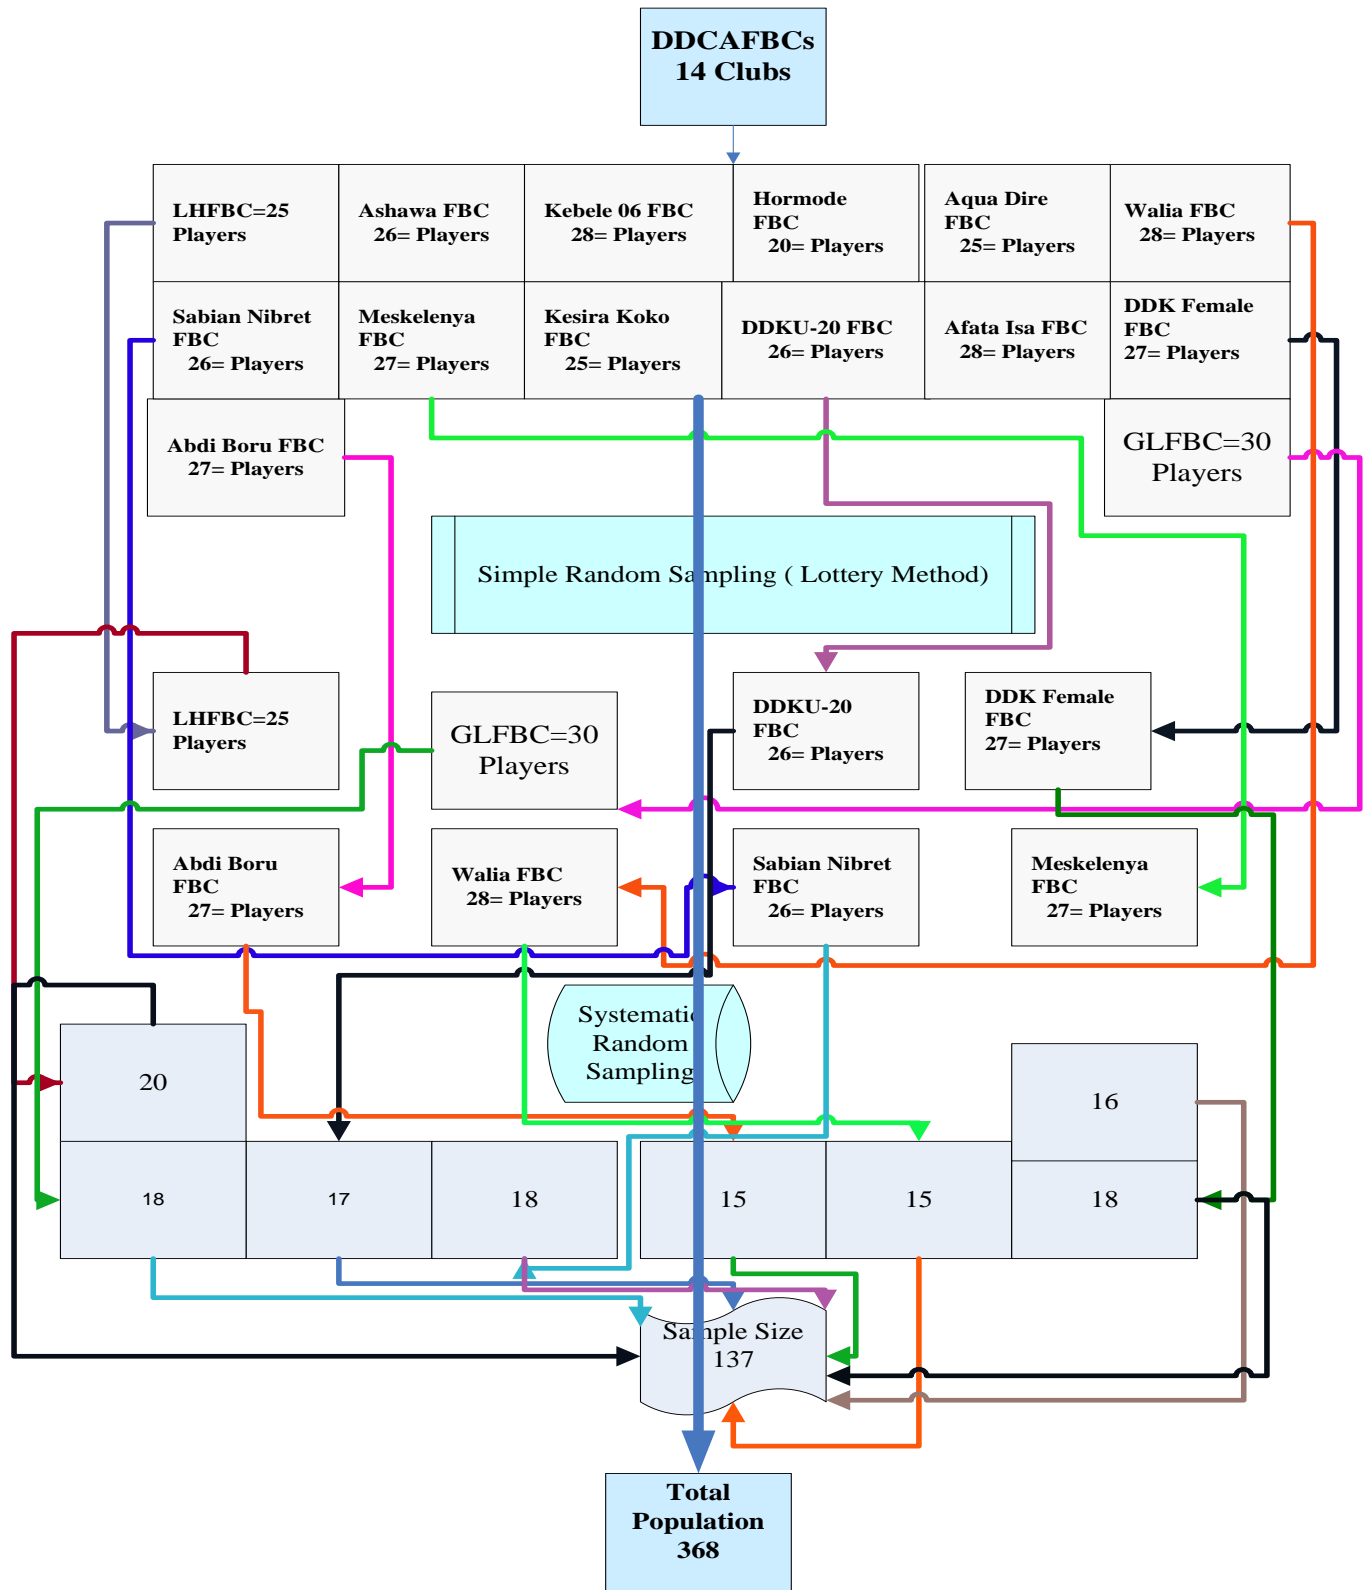 DDCAFBCs
14 Clubs
LHFBC=25
Players
Ashawa FBC
26= Players
Kebele 06 FBC
28= Players
Hormode
FBC
20= Players
Aqua Dire
FBC
25= Players
Walia FBC
28= Players
Sabian Nibret
FBC
26= Players
Meskelenya
FBC
27= Players
Kesira Koko
FBC
25= Players
DDKU-20 FBC
26= Players
Afata Isa FBC
28= Players
DDK Female
FBC
27= Players
Abdi Boru FBC
27= Players
GLFBC=30
Players
Simple Random Sampling ( Lottery Method)
LHFBC=25
Players
GLFBC=30
Players
DDKU-20
FBC
26= Players
DDK Female
FBC
27= Players
Abdi Boru
FBC
27= Players
Walia FBC
28= Players
Sabian Nibret
FBC
26= Players
Meskelenya
FBC
27= Players
Systematic
Random
Sampling
20
16
18
17
18
15
15
18
Sample Size
137
Total
Population
368